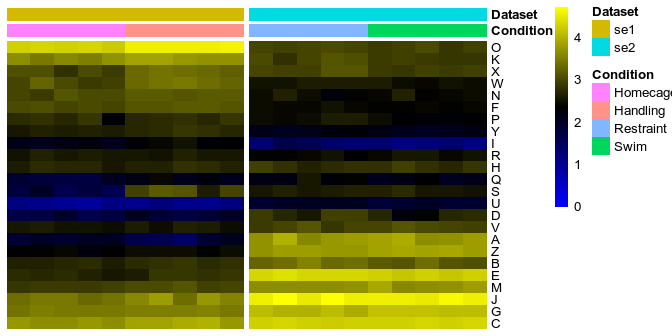 Dataset
Condition
O
K
X
W
N
F
P
Y
I
R
H
Q
S
U
D
V
A
Z
B
E
M
J
G
C
4
3
2
1
0
Dataset
se1
se2
Condition
Homecage
Handling
Restraint
Swim